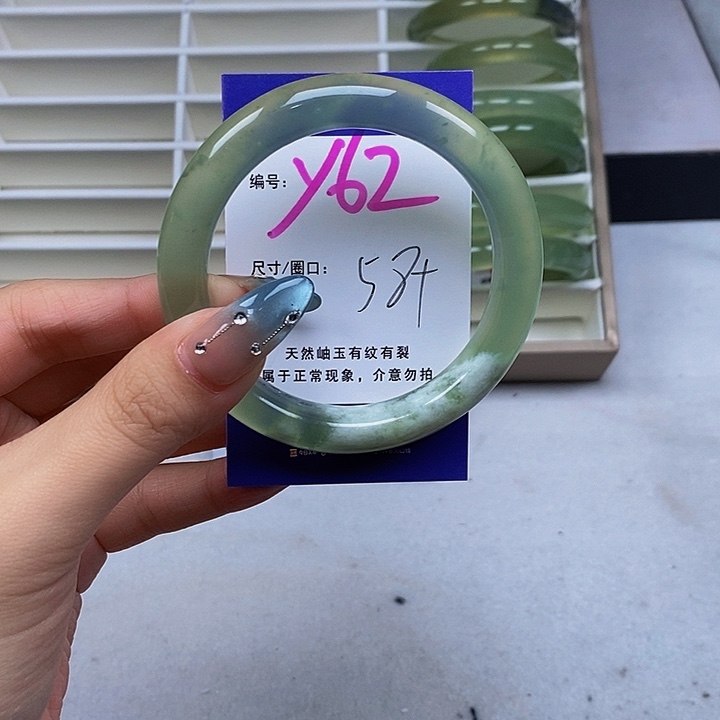 编号：Y62
尺寸/圈口：58+
天然岫玉有纹有裂
属于正常现象，介意勿拍